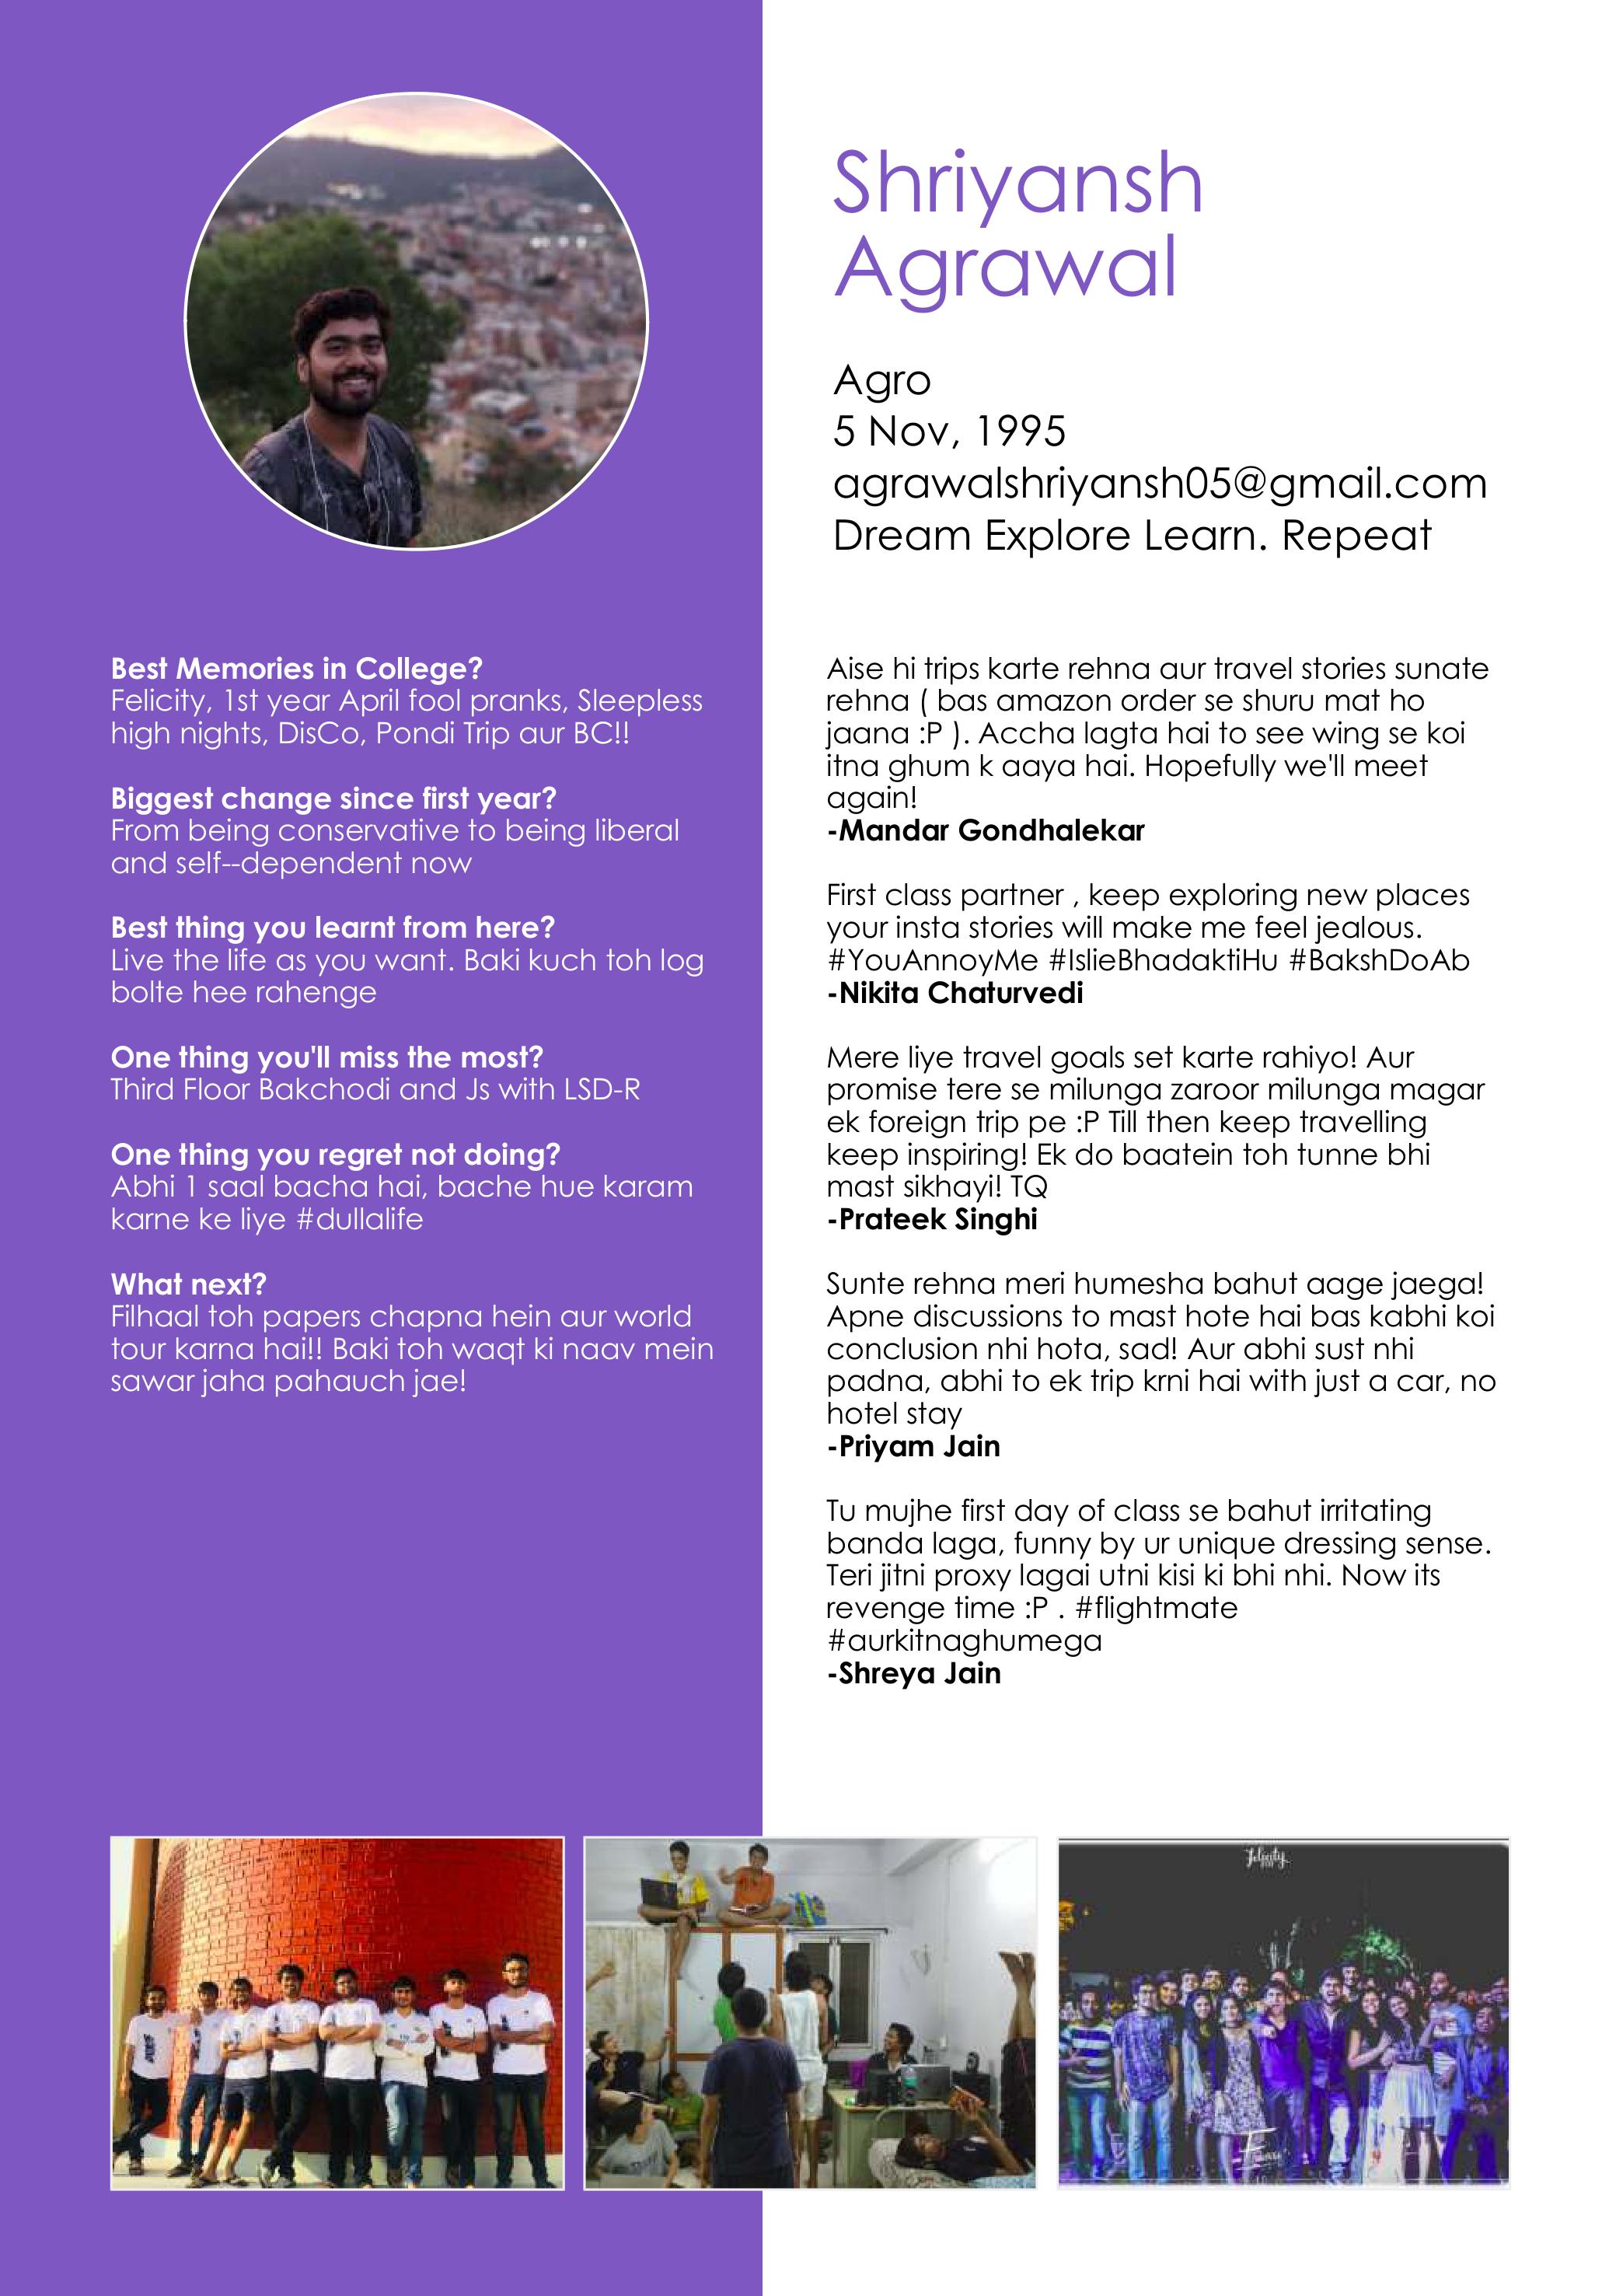 Shriyansh
Agrawal
Agro
5 Nov, 1995
agrawalshriyansh05@gmail.com
Dream Explore Learn. Repeat
Best Memories in College?
Felicity, 1st year April fool pranks, Sleepless
high nights, DisCo, Pondi Trip aur BC!!
Biggest change since first year?
From being conservative to being liberal
and self--dependent now
Best thing you learnt from here?
Live the life as you want. Baki kuch toh log
bolte hee rahenge
One thing you'll miss the most?
Third Floor Bakchodi and Js with LSD-R
One thing you regret not doing?
Abhi 1 saal bacha hai, bache hue karam
karne ke liye #dullalife
What next?
Filhaal toh papers chapna hein aur world
tour karna hai!! Baki toh waqt ki naav mein
sawar jaha pahauch jae!
Aise hi trips karte rehna aur travel stories sunate
rehna ( bas amazon order se shuru mat ho
jaana :P ). Accha lagta hai to see wing se koi
itna ghum k aaya hai. Hopefully we'll meet
again!
-Mandar Gondhalekar
First class partner , keep exploring new places
your insta stories will make me feel jealous.
#YouAnnoyMe #IslieBhadaktiHu #BakshDoAb
-Nikita Chaturvedi
Mere liye travel goals set karte rahiyo! Aur
promise tere se milunga zaroor milunga magar
ek foreign trip pe :P Till then keep travelling
keep inspiring! Ek do baatein toh tunne bhi
mast sikhayi! TQ
-Prateek Singhi
Sunte rehna meri humesha bahut aage jaega!
Apne discussions to mast hote hai bas kabhi koi
conclusion nhi hota, sad! Aur abhi sust nhi
padna, abhi to ek trip krni hai with just a car, no
hotel stay
-Priyam Jain
Tu mujhe first day of class se bahut irritating
banda laga, funny by ur unique dressing sense.
Teri jitni proxy lagai utni kisi ki bhi nhi. Now its
revenge time :P . #flightmate
#aurkitnaghumega
-Shreya Jain
felicity